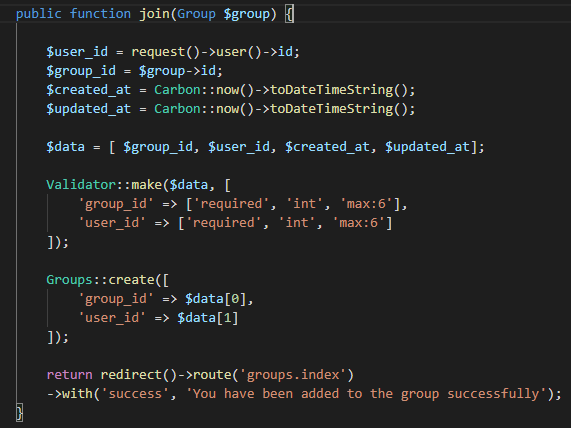 public function join(Group $group) {
$user_id = request()->user()->id;
$group_id = $group->id;
$created_at = Carbon::now()->toDateTimeString();
$updated_at = Carbon::now()->toDateTimeString();
$data = [ $group_id, $user_id, $created_at, $updated_at];
Validator::make($data, [
'group_id' => ['required', 'int', 'max:6'],
'user_id' => ['required', 'int', 'max:6']
]);
Groups::create([
'group_id' => $data[0],
'user_id' => $data[1]
]);
return redirect()->route('groups.index')
->with('success', 'You have been added to the group successfully');
}